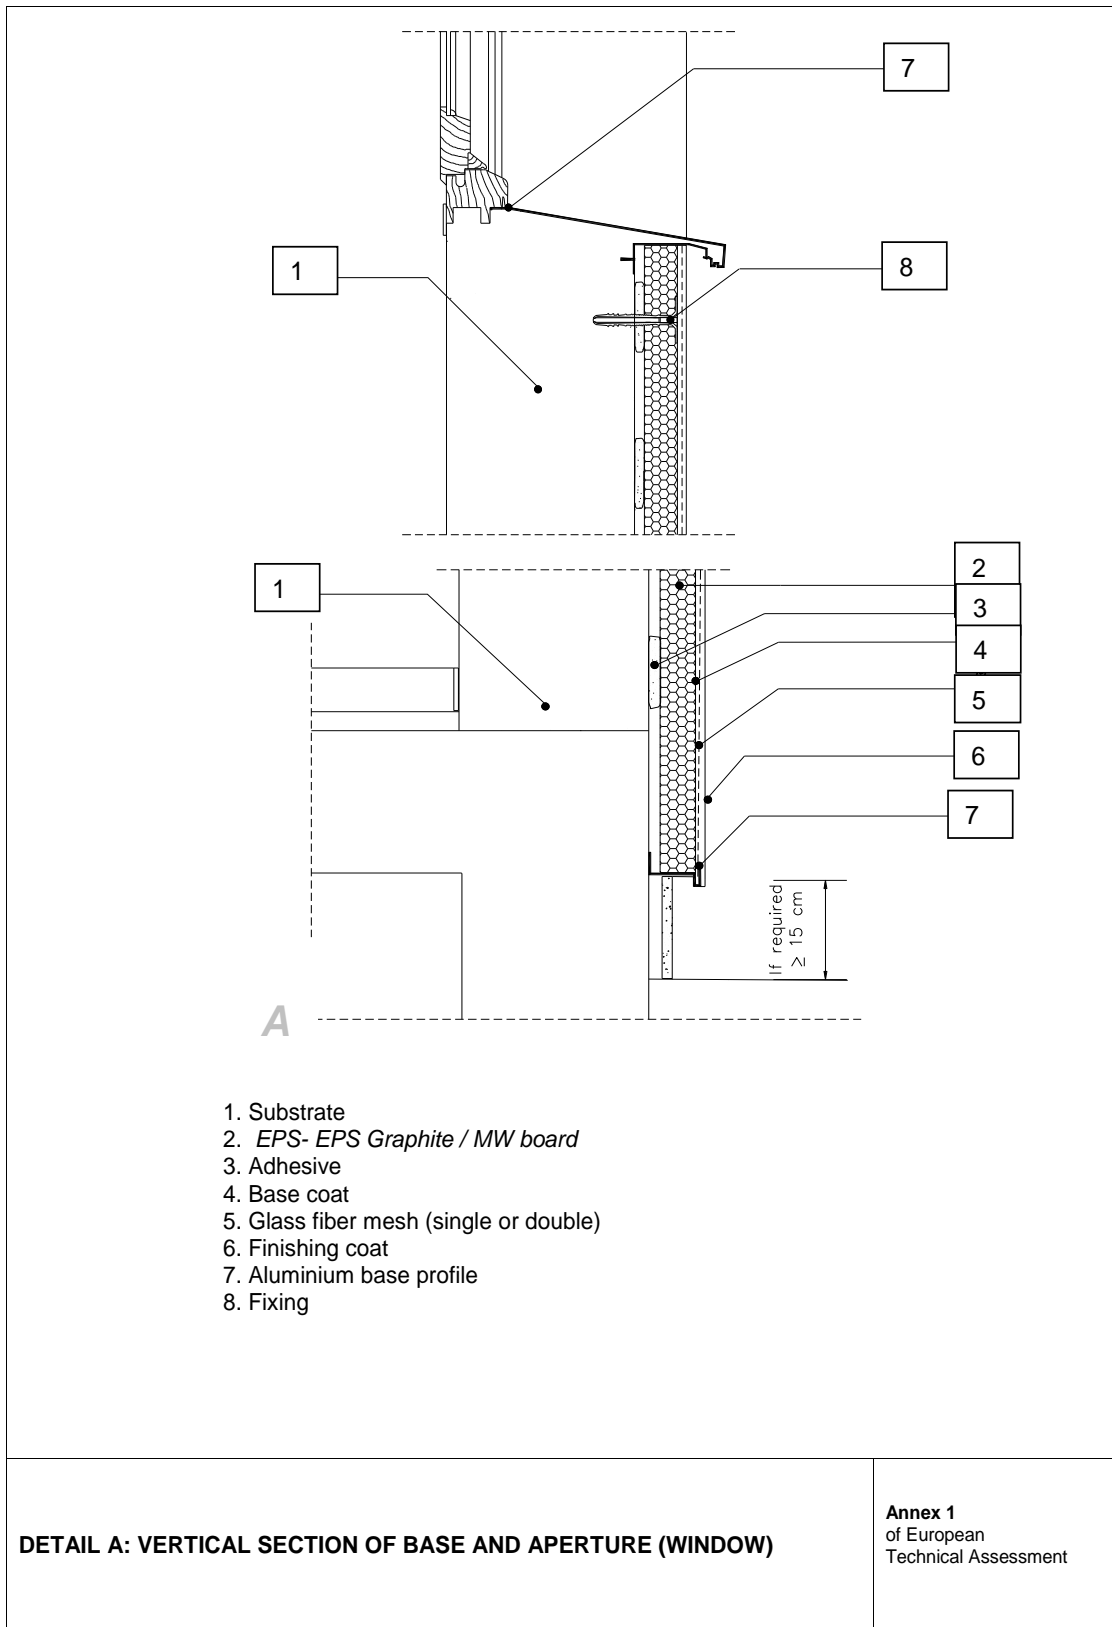 7
1
8
1
2
3
4
5
6
7
If required
≥ 15 cm
A
1. Substrate
2. EPS- EPS Graphite / MW board
3. Adhesive
4. Base coat
5. Glass fiber mesh (single or double)
6. Finishing coat
7. Aluminium base profile
8. Fixing
DETAIL A: VERTICAL SECTION OF BASE AND APERTURE (WINDOW)
Annex 1
of European
Technical Assessment